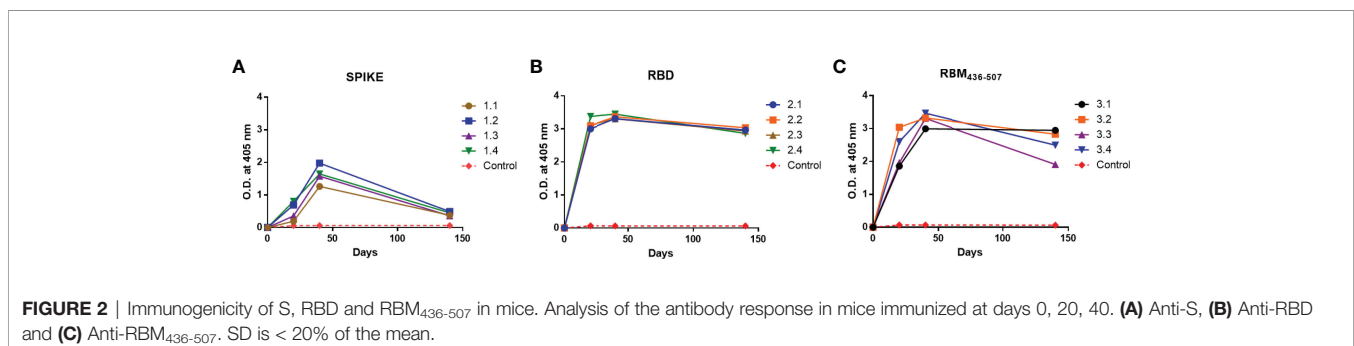 A
SPIKE
O.D. at 405 nm
4
3
2
1
0
0
50
100
150
Days
1.1
1.2
1.3
1.4
Control
B
RBD
O.D. at 405 nm
4
3
2
1
0
0
50
100
150
Days
2.1
2.2
2.3
2.4
Control
C
RBM436-507
O.D. at 405 nm
4
3
2
1
0
0
50
100
150
Days
3.1
3.2
3.3
3.4
Control
FIGURE 2 | Immunogenicity of S, RBD and RBM436-507 in mice. Analysis of the antibody response in mice immunized at days 0, 20, 40. (A) Anti-S, (B) Anti-RBD
and (C) Anti-RBM436-507. SD is < 20% of the mean.